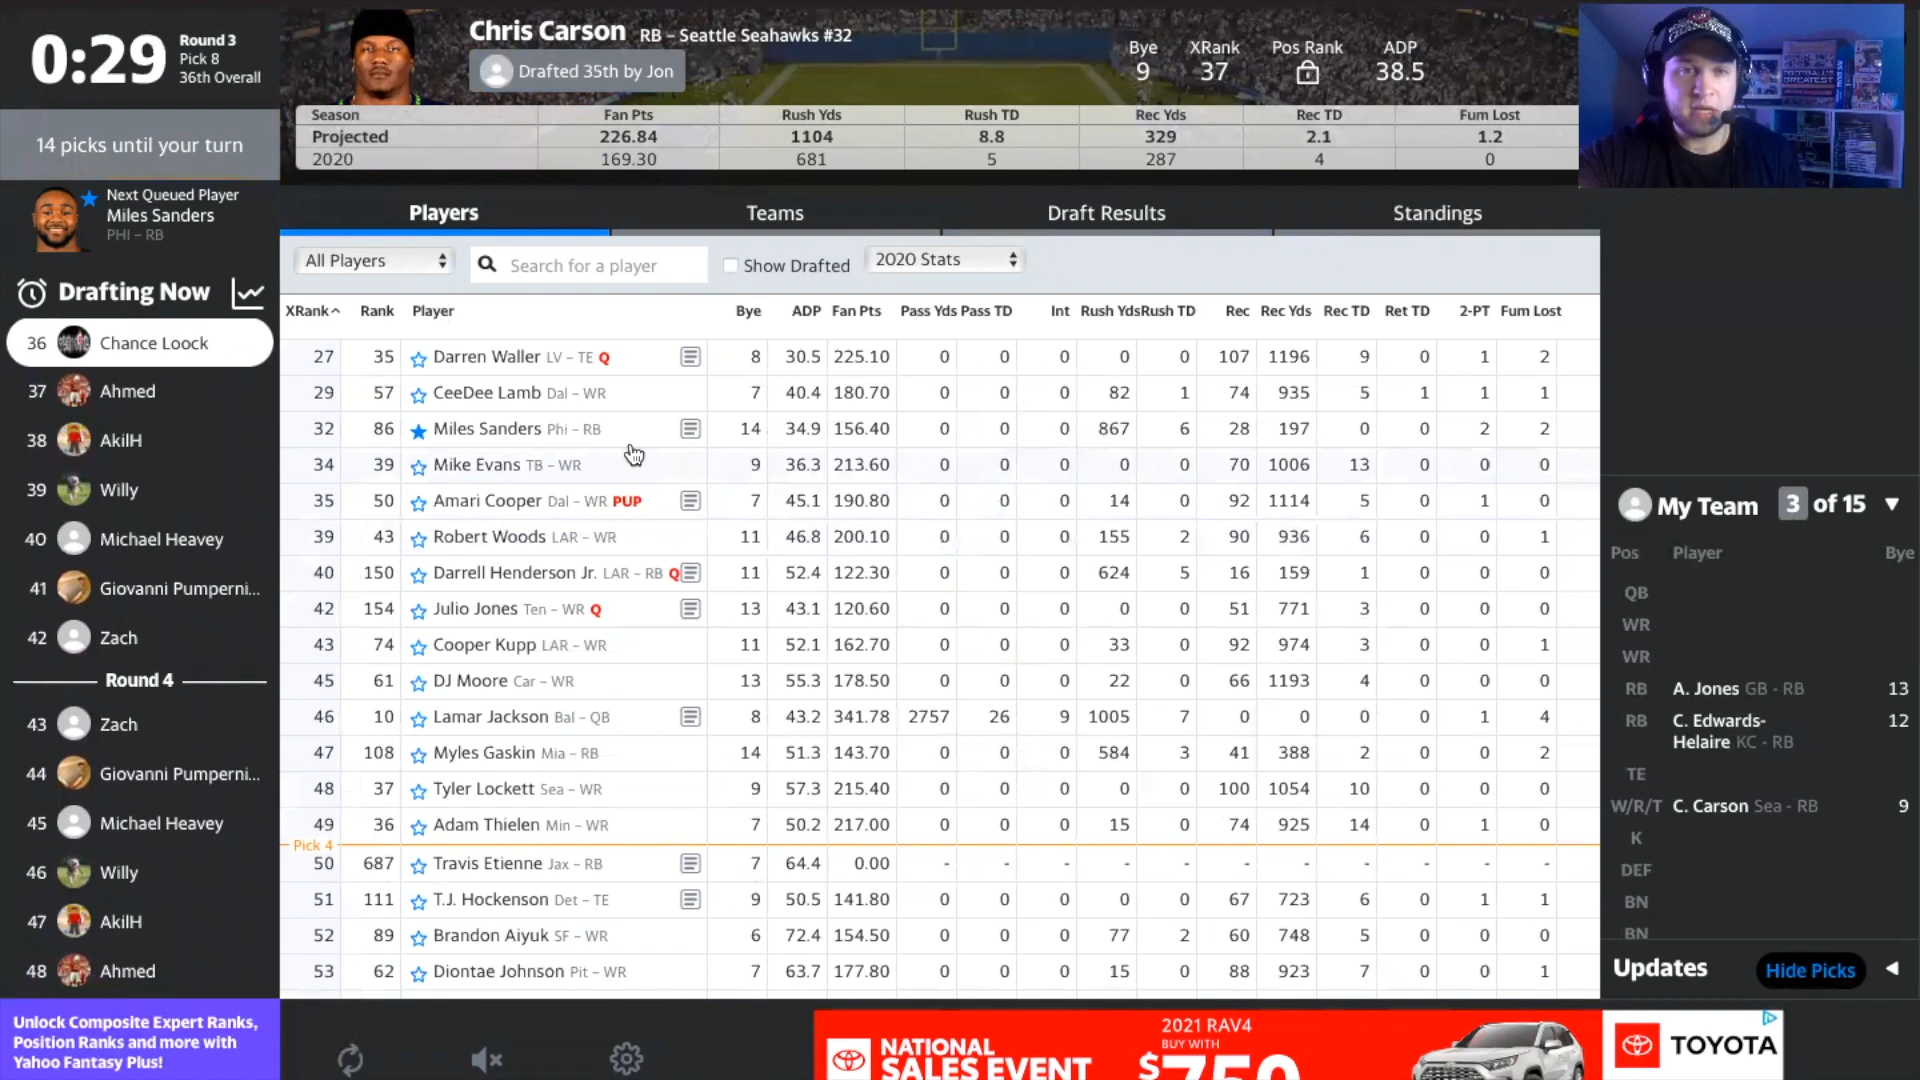 0:29
Round 3
Pick 8
36th Overall
14 picks until your turn
Next Queued Player
Miles Sanders
PHI – RB
Drafting Now
36 Chance Loock
37 Ahmed
38 AkilH
39 Willy
40 Michael Heavey
41 Giovanni Pumperni...
42 Zach
Round 4
43 Zach
44 Giovanni Pumperni...
45 Michael Heavey
46 Willy
47 AkilH
48 Ahmed
Unlock Composite Expert Ranks,
Position Ranks and more with
Yahoo Fantasy Plus!
Chris Carson RB – Seattle Seahawks #32
Drafted 35th by Jon
Bye XRank Pos Rank ADP
9 37 38.5
Season Fan Pts Rush Yds Rush TD Rec Yds Rec TD Fum Lost
Projected 226.84 1104 8.8 329 2.1 1.2
2020 169.30 681 5 287 4 0
Players Teams Draft Results Standings
All Players Search for a player Show Drafted 2020 Stats
XRank^ Rank Player Bye ADP Fan Pts Pass Yds Pass TD Int Rush Yds Rush TD Rec Rec Yds Rec TD Ret TD 2-PT Fum Lost
27 35 Darren Waller LV – TE Q 8 30.5 225.10 0 0 0 0 0 107 1196 9 0 1 2
29 57 CeeDee Lamb Dal – WR 7 40.4 180.70 0 0 0 82 1 74 935 5 1 1 1
32 86 Miles Sanders Phi – RB 14 34.9 156.40 0 0 0 867 6 28 197 0 0 2 2
34 39 Mike Evans TB – WR 9 36.3 213.60 0 0 0 0 0 70 1006 13 0 0 0
35 50 Amari Cooper Dal – WR PUP 7 45.1 190.80 0 0 0 14 0 92 1114 5 0 1 0
39 43 Robert Woods LAR – WR 11 46.8 200.10 0 0 0 155 2 90 936 6 0 0 1
40 150 Darrell Henderson Jr. LAR – RB Q 11 52.4 122.30 0 0 0 624 5 16 159 1 0 0 0
42 154 Julio Jones Ten – WR Q 13 43.1 120.60 0 0 0 0 0 51 771 3 0 0 0
43 74 Cooper Kupp LAR – WR 11 52.1 162.70 0 0 0 33 0 92 974 3 0 0 1
45 61 DJ Moore Car – WR 13 55.3 178.50 0 0 0 22 0 66 1193 4 0 0 0
46 10 Lamar Jackson Bal – QB 8 43.2 341.78 2757 26 9 1005 7 0 0 0 0 1 4
47 108 Myles Gaskin Mia – RB 14 51.3 143.70 0 0 0 584 3 41 388 2 0 0 2
48 37 Tyler Lockett Sea – WR 9 57.3 215.40 0 0 0 0 0 100 1054 10 0 0 0
49 36 Adam Thielen Min – WR 7 50.2 217.00 0 0 0 15 0 74 925 14 0 1 0
Pick 4
50 687 Travis Etienne Jax – RB 7 64.4 0.00 - - - - - - - - - - -
51 111 T.J. Hockenson Det – TE 9 50.5 141.80 0 0 0 0 0 67 723 6 0 1 1
52 89 Brandon Aiyuk SF – WR 6 72.4 154.50 0 0 0 77 2 60 748 5 0 0 0
53 62 Diontae Johnson Pit – WR 7 63.7 177.80 0 0 0 15 0 88 923 7 0 0 1
My Team 3 of 15
Pos Player Bye
QB
WR
WR
RB A. Jones GB - RB 13
RB C. Edwards- 12
Helaire KC - RB
TE
W/R/T C. Carson Sea - RB 9
K
DEF
BN
BN
Updates Hide Picks
NATIONAL
SALES EVENT
2021 RAV4
BUY WITH
$750
TOYOTA